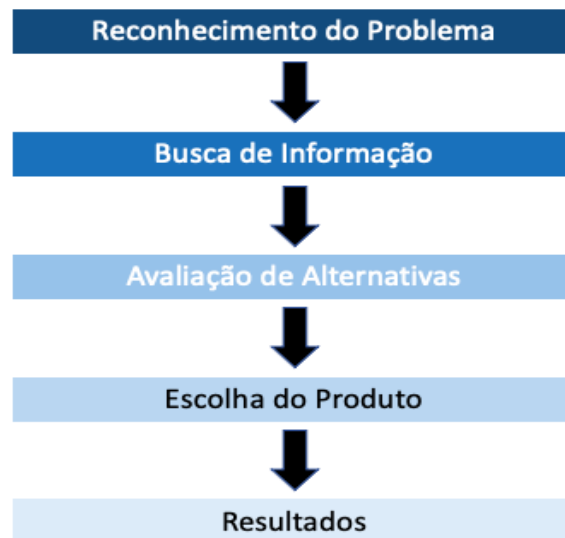 Reconhecimento do Problema
Busca de Informação
Avaliação de Alternativas
Escolha do Produto
Resultados